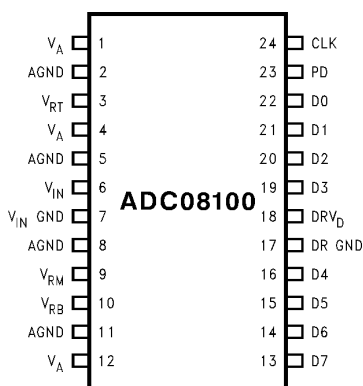 V_A 1 24 CLK
AGND 2 23 PD
V_RT 3 22 D0
V_A 4 21 D1
AGND 5 20 D2
V_IN 6 19 D3
ADC08100
V_IN GND 7 18 DRV_D
AGND 8 17 DR GND
V_RM 9 16 D4
V_RB 10 15 D5
AGND 11 14 D6
V_A 12 13 D7